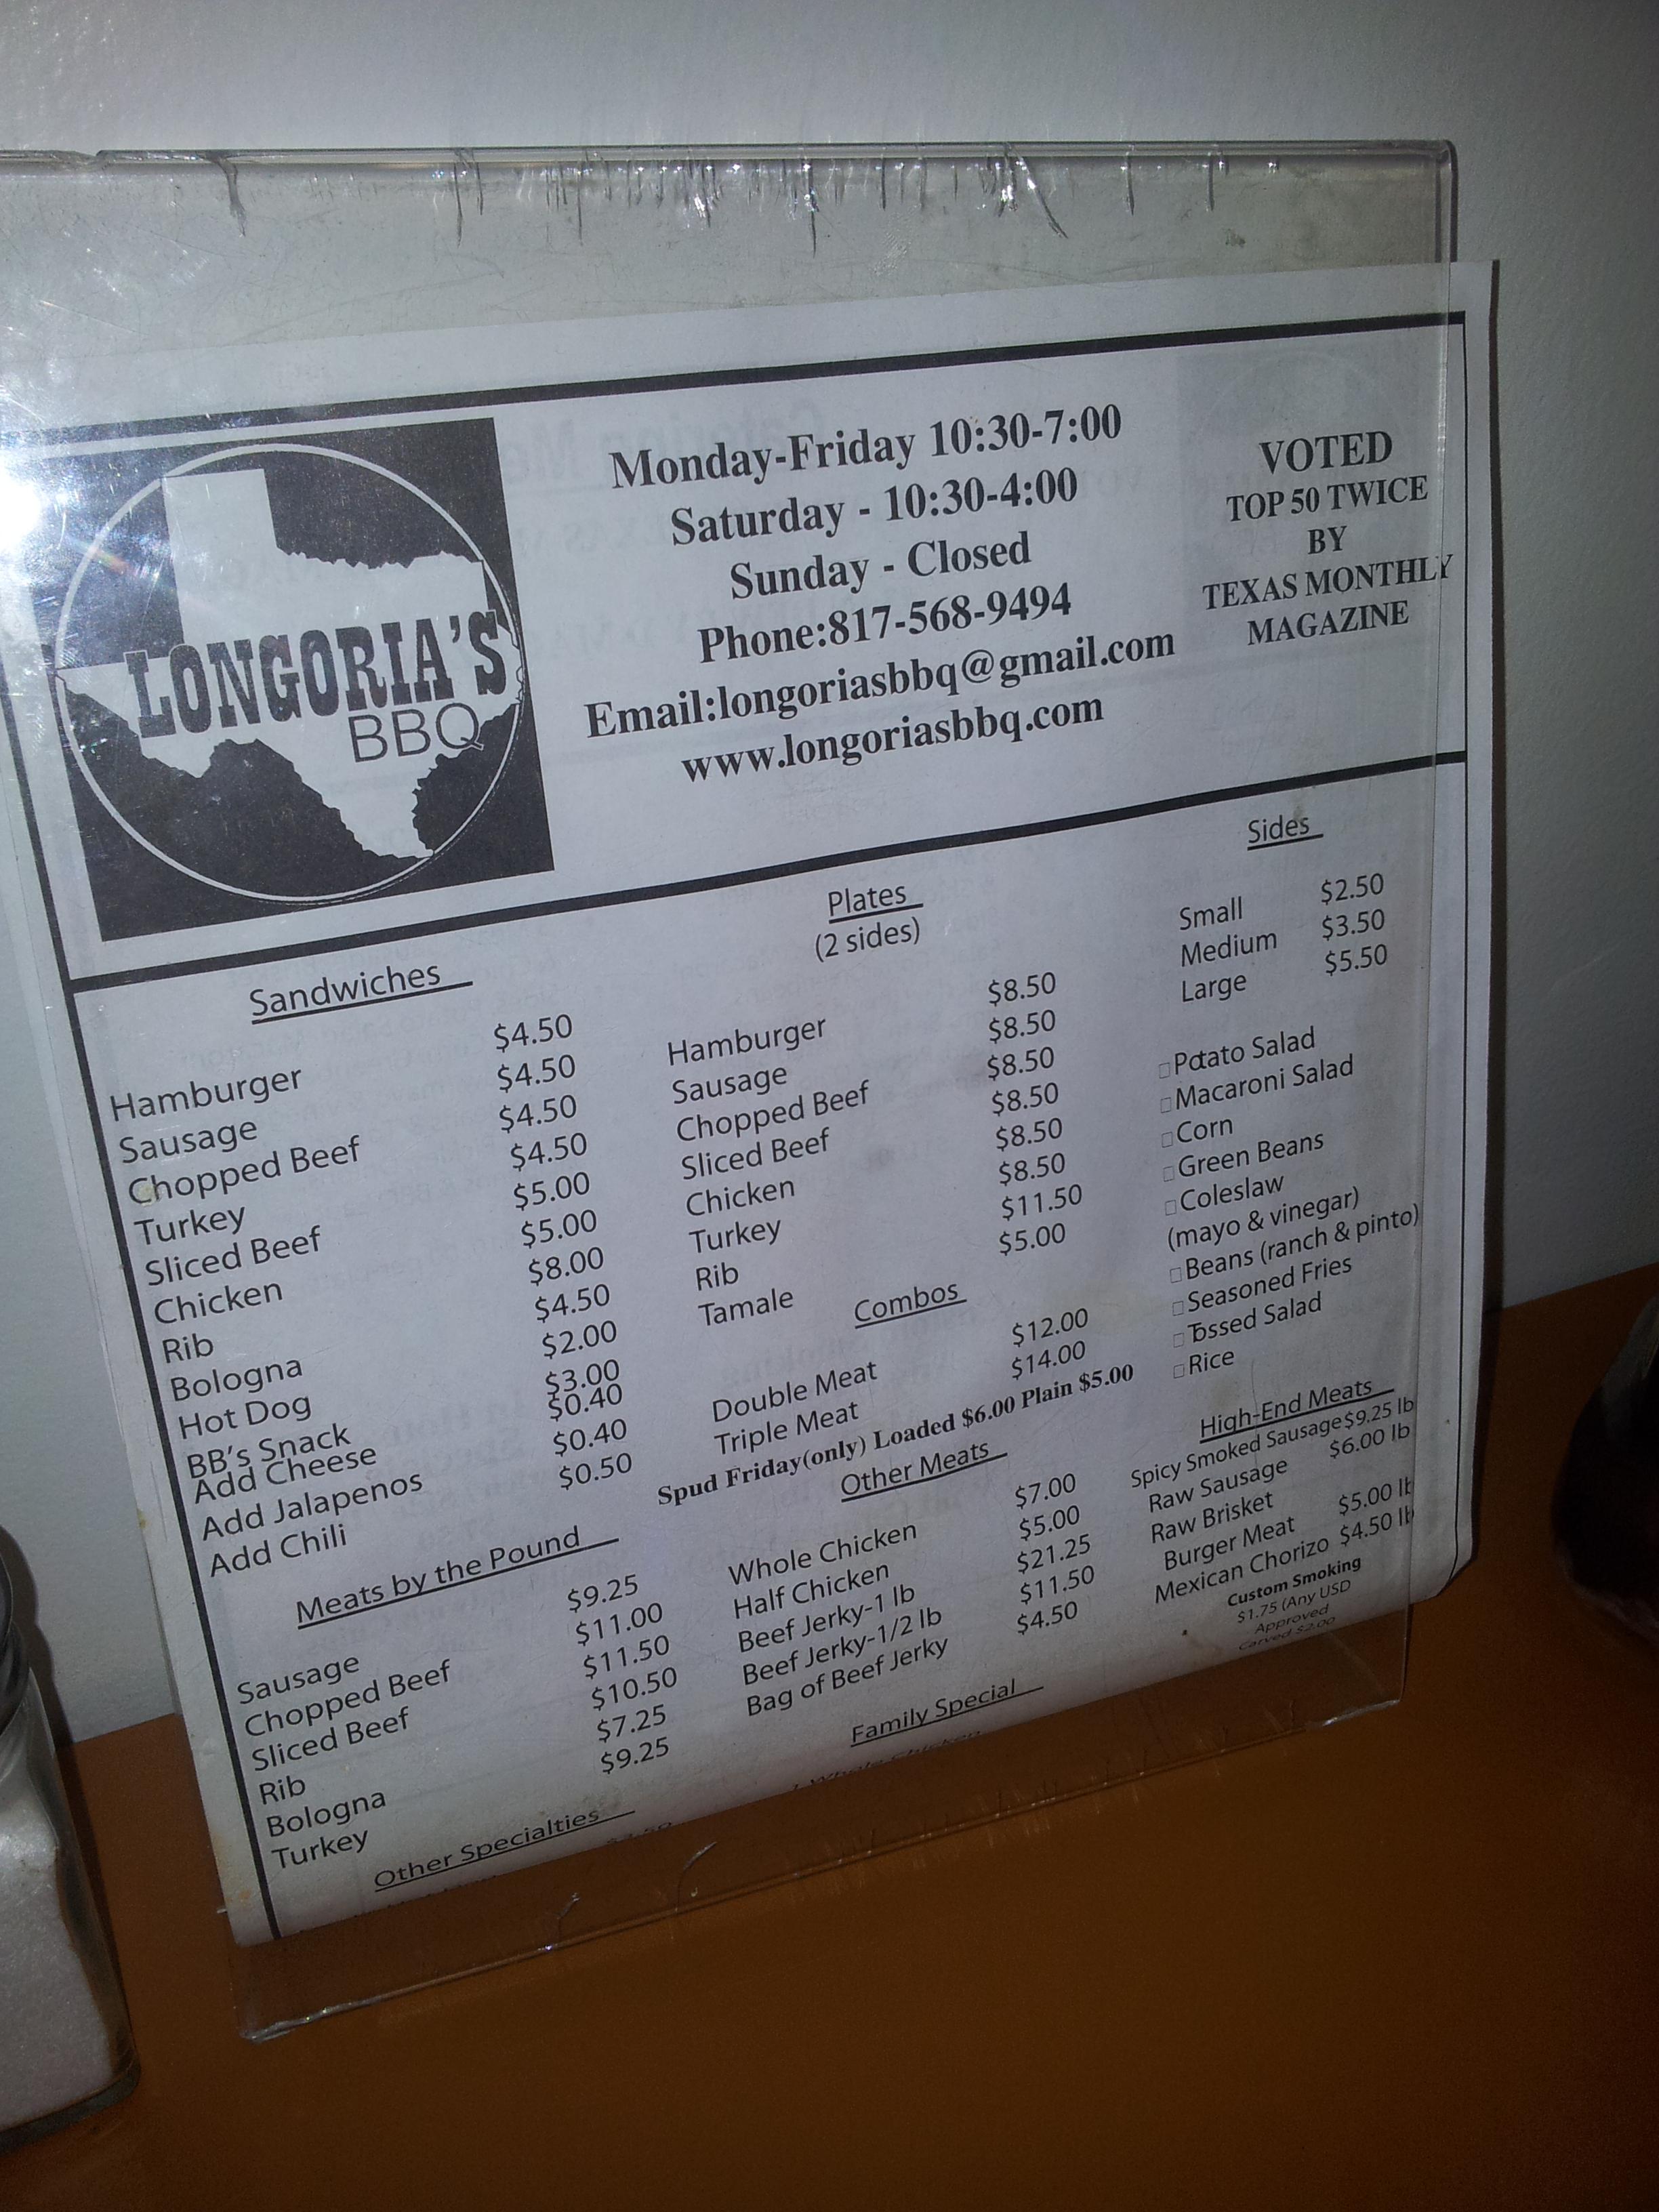 LONGORIA'S
BBQ
Monday-Friday 10:30-7:00
Saturday - 10:30-4:00
Sunday - Closed
Phone:817-568-9494
Email:longoriasbbq@gmail.com
www.longoriasbbq.com
VOTED
TOP 50 TWICE
BY
TEXAS MONTHLY
MAGAZINE
Sandwiches
Hamburger $4.50
Sausage $4.50
Chopped Beef $4.50
Turkey $4.50
Sliced Beef $5.00
Chicken $5.00
Rib $8.00
Bologna $4.50
Hot Dog $2.00
BB's Snack $3.00
Add Cheese $0.40
Add Jalapenos $0.40
Add Chili $0.50
Meats by the Pound
Sausage $9.25
Chopped Beef $11.00
Sliced Beef $11.50
Rib $10.50
Bologna $7.25
Turkey $9.25
Other Specialties
Plates
(2 sides)
Hamburger $8.50
Sausage $8.50
Chopped Beef $8.50
Sliced Beef $8.50
Chicken $8.50
Turkey $8.50
Rib $11.50
Tamale $5.00
Combos
Double Meat $12.00
Triple Meat $14.00
Spud Friday(only) Loaded $6.00 Plain $5.00
Other Meats
Whole Chicken $7.00
Half Chicken $5.00
Beef Jerky-1 lb $21.25
Beef Jerky-1/2 lb $11.50
Bag of Beef Jerky $4.50
Family Special
1 Whole Chicken
Sides
Small $2.50
Medium $3.50
Large $5.50
Potato Salad
Macaroni Salad
Corn
Green Beans
Coleslaw
(mayo & vinegar)
Beans (ranch & pinto)
Seasoned Fries
Tossed Salad
Rice
High-End Meats
Spicy Smoked Sausage $9.25 lb
Raw Sausage $6.00 lb
Raw Brisket
Burger Meat $5.00 lb
Mexican Chorizo $4.50 lb
Custom Smoking
$1.75 (Any USD
Approved
Carved $2.00